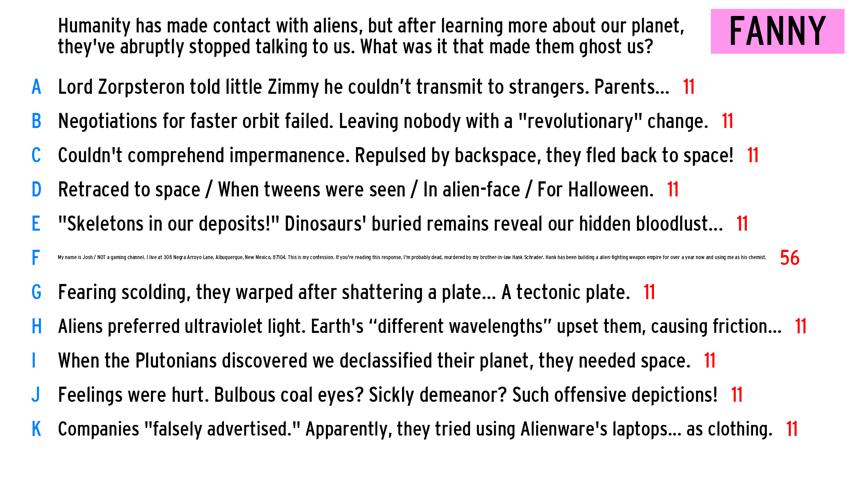 Humanity has made contact with aliens, but after learning more about our planet,
they've abruptly stopped talking to us. What was it that made them ghost us?
FANNY
A Lord Zorpsteron told little Zimmy he couldn’t transmit to strangers. Parents... 11
B Negotiations for faster orbit failed. Leaving nobody with a "revolutionary" change. 11
C Couldn't comprehend impermanence. Repulsed by backspace, they fled back to space! 11
D Retraced to space / When tweens were seen / In alien-face / For Halloween. 11
E "Skeletons in our deposits!" Dinosaurs' buried remains reveal our hidden bloodlust... 11
F My name is Josh / NOT a gaming channel. I live at 308 Negra Arroyo Lane, Albuquerque, New Mexico, 87104. This is my confession. If you're reading this response, I'm probably dead, murdered by my brother-in-law Hank Schrader. Hank has been building a alien-fighting weapon empire for over a year now and using me as his chemist. 56
G Fearing scolding, they warped after shattering a plate... A tectonic plate. 11
H Aliens preferred ultraviolet light. Earth's “different wavelengths” upset them, causing friction... 11
I When the Plutonians discovered we declassified their planet, they needed space. 11
J Feelings were hurt. Bulbous coal eyes? Sickly demeanor? Such offensive depictions! 11
K Companies "falsely advertised." Apparently, they tried using Alienware's laptops... as clothing. 11